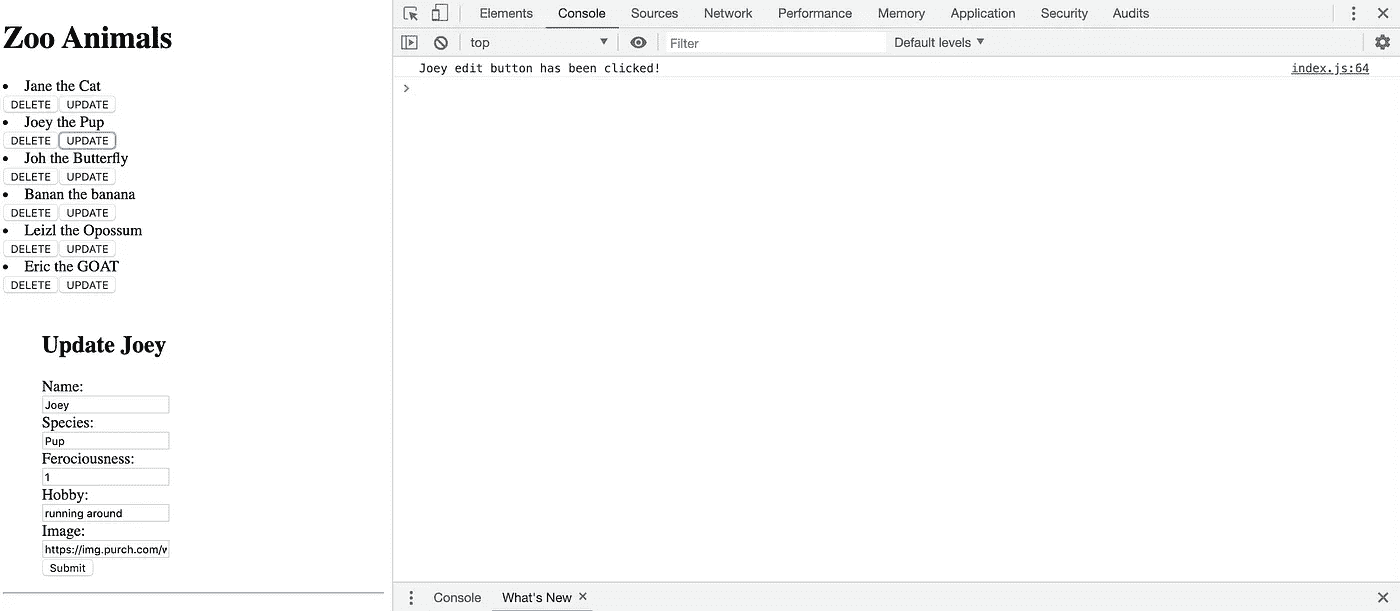 Zoo Animals
Jane the Cat
DELETE UPDATE
Joey the Pup
DELETE UPDATE
Joh the Butterfly
DELETE UPDATE
Banan the banana
DELETE UPDATE
Leizl the Opossum
DELETE UPDATE
Eric the GOAT
DELETE UPDATE
Update Joey
Name:
Joey
Species:
Pup
Ferociousness:
1
Hobby:
running around
Image:
https://img.purch.com/w
Submit
Elements Console Sources Network Performance Memory Application Security Audits
top Filter Default levels
Joey edit button has been clicked! index.js:64
Console What's New